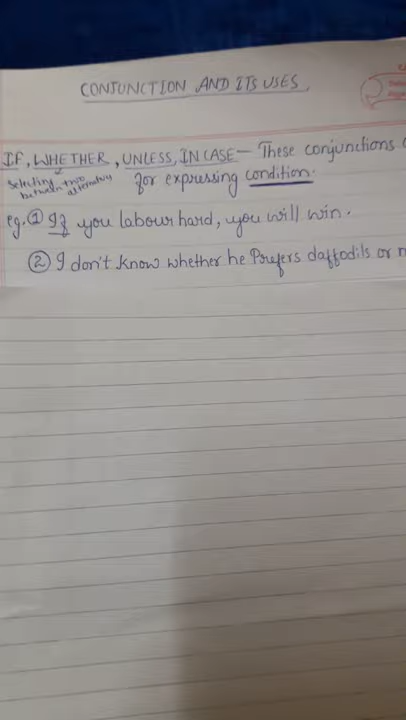 CONJUNCTION AND ITS USES
IF, WHETHER, UNLESS, IN CASE - These conjunctions
selecting between two alternatives
for expressing condition.
eg. ① If you labour hard, you will win.
② I don't know whether he Prefers daffodils or